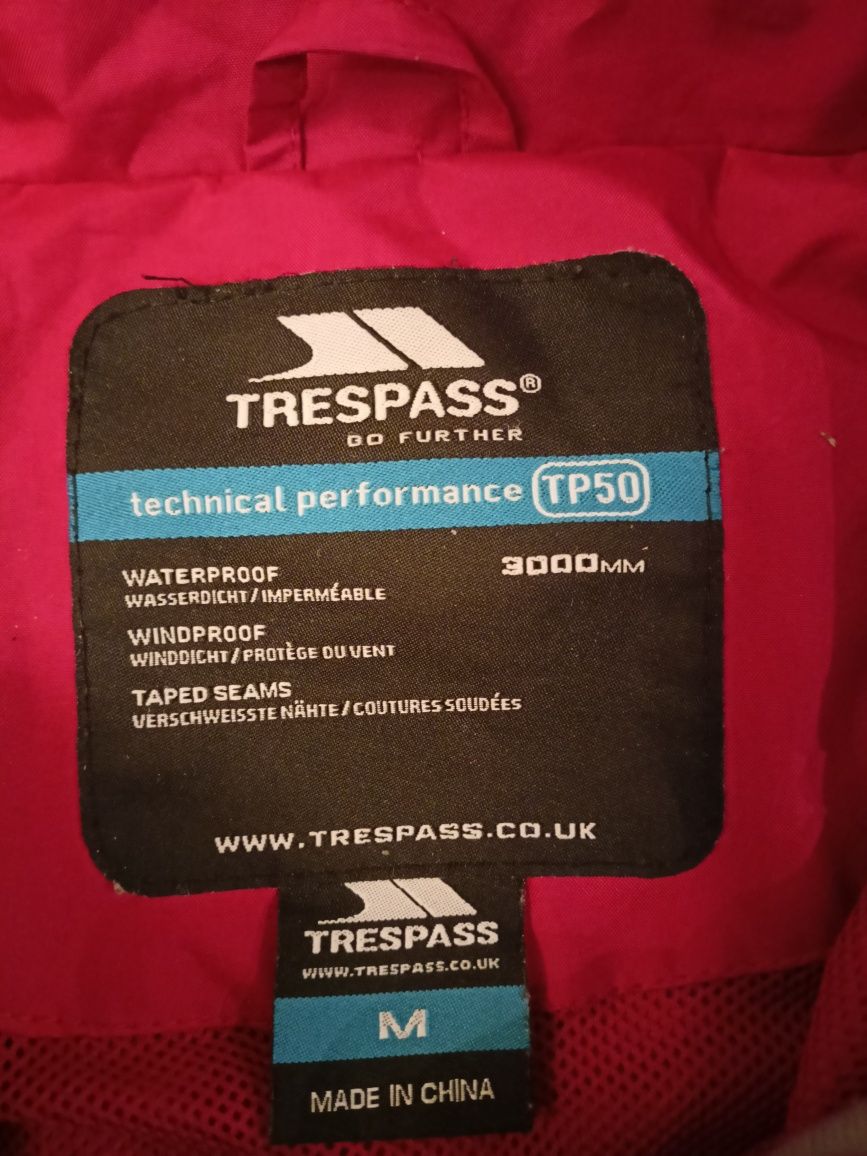 TRESPASS®
GO FURTHER
technical performance TP50
WATERPROOF 3000MM
WASSERDICHT/IMPERMÉABLE
WINDPROOF
WINDDICHT/PROTÈGE DU VENT
TAPED SEAMS
VERSCHWEISSTE NÄHTE/COUTURES SOUDÉES
WWW.TRESPASS.CO.UK
TRESPASS
WWW.TRESPASS.CO.UK
M
MADE IN CHINA